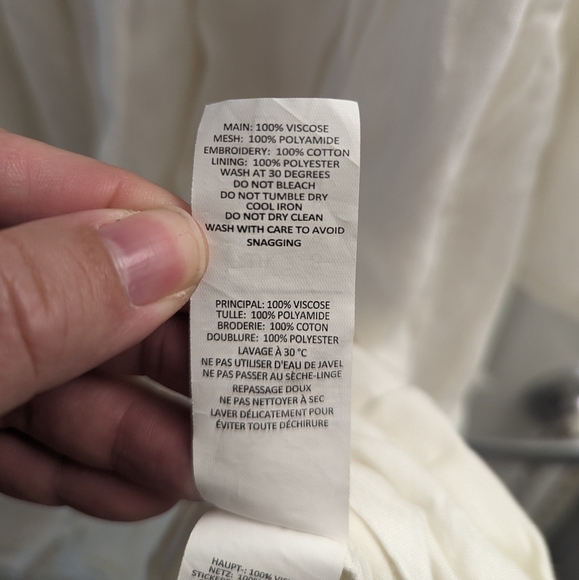 MAIN: 100% VISCOSE
MESH: 100% POLYAMIDE
EMBROIDERY: 100% COTTON
LINING: 100% POLYESTER
WASH AT 30 DEGREES
DO NOT BLEACH
DO NOT TUMBLE DRY
COOL IRON
DO NOT DRY CLEAN
WASH WITH CARE TO AVOID
SNAGGING
PRINCIPAL: 100% VISCOSE
TULLE: 100% POLYAMIDE
BRODERIE: 100% COTON
DOUBLURE: 100% POLYESTER
LAVAGE À 30 °C
NE PAS UTILISER D'EAU DE JAVEL
NE PAS PASSER AU SÈCHE-LINGE
REPASSAGE DOUX
NE PAS NETTOYER À SEC
LAVER DÉLICATEMENT POUR
ÉVITER TOUTE DÉCHIRURE
HAUPT-: 100%
NETZ: